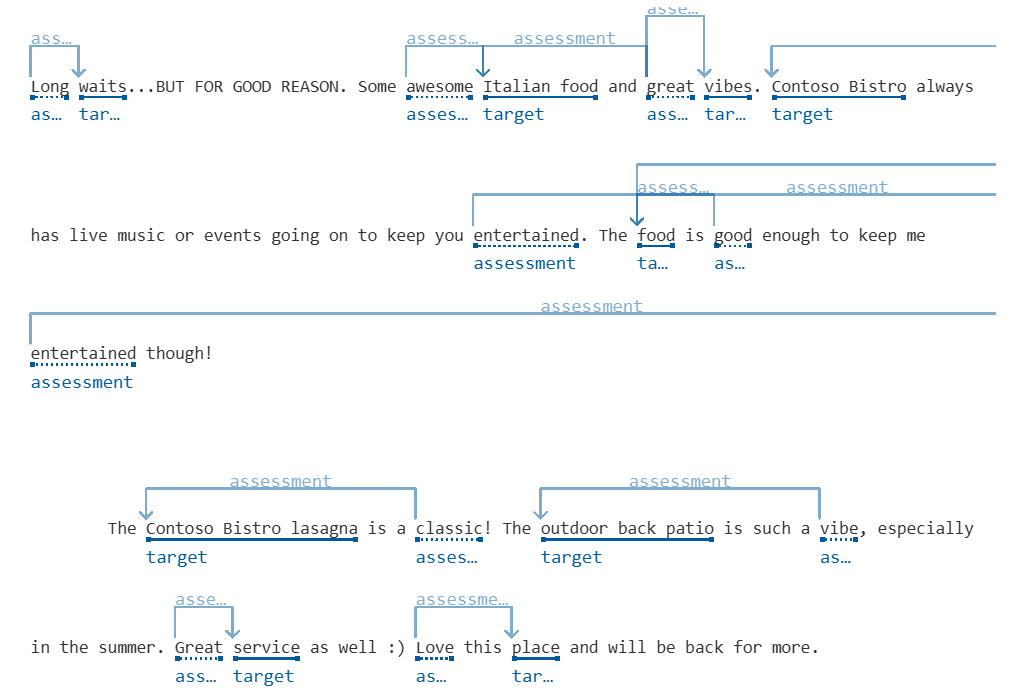 asse…
ass… assess… assessment
Long waits...BUT FOR GOOD REASON. Some awesome Italian food and great vibes. Contoso Bistro always
as… tar… asses… target ass… tar… target
assess… assessment
has live music or events going on to keep you entertained. The food is good enough to keep me
assessment ta… as…
assessment
entertained though!
assessment
assessment assessment
The Contoso Bistro lasagna is a classic! The outdoor back patio is such a vibe, especially
target asses… target as…
asse… assessme…
in the summer. Great service as well :) Love this place and will be back for more.
ass… target as… tar…